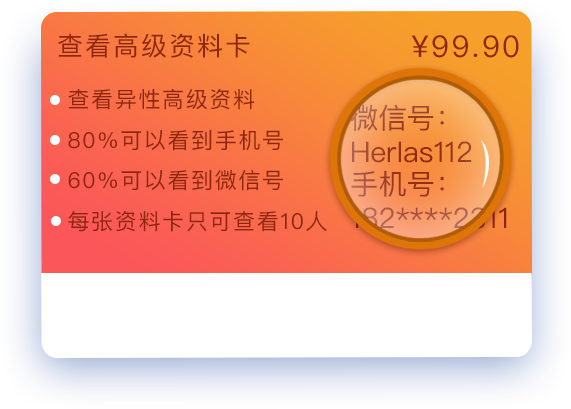 查看高级资料卡 ¥99.90
查看异性高级资料
80%可以看到手机号
60%可以看到微信号
每张资料卡只可查看10人
微信号：
Herlas112
手机号：
182****2311